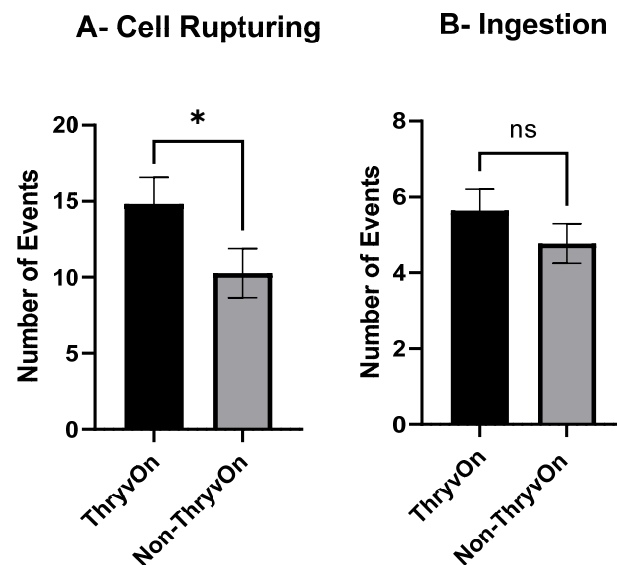 A- Cell Rupturing
B- Ingestion
Number of Events
20
15
10
5
0
*
ThryvOn
Non-ThryvOn
Number of Events
8
6
4
2
0
ns
ThryvOn
Non-ThryvOn